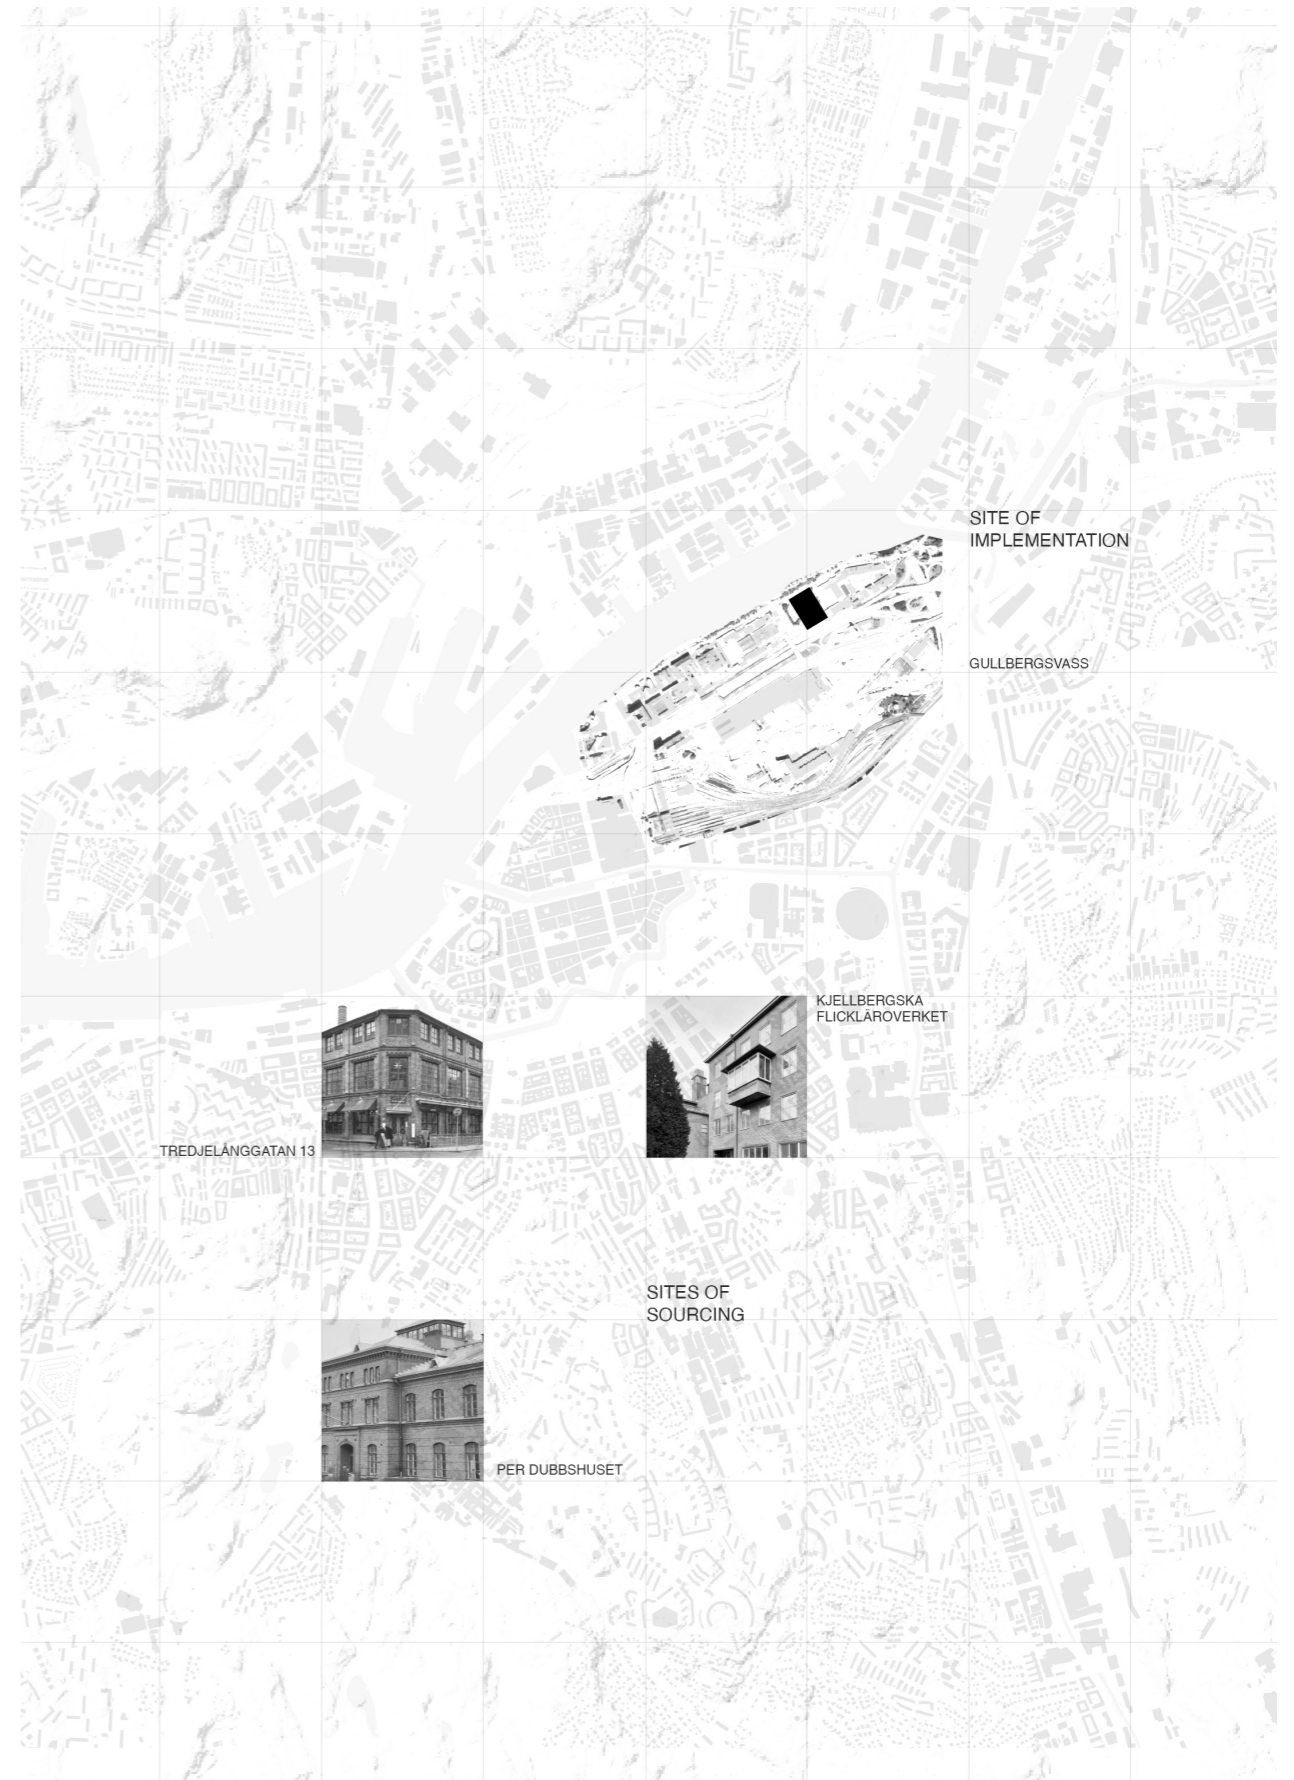 SITE OF
IMPLEMENTATION
GULLBERGSVASS
KJELLBERGSKA
FLICKLÄROVERKET
TREDJELÅNGGATAN 13
SITES OF
SOURCING
PER DUBBSHUSET